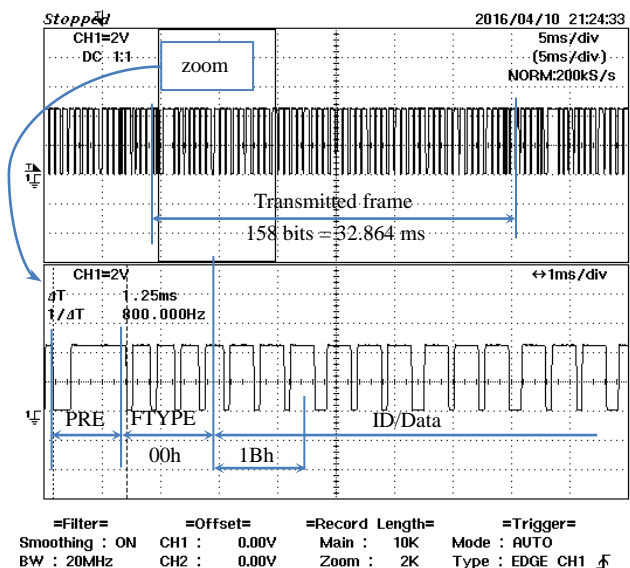 Stopped 2016/04/10 21:24:33
CH1=2V 5ms/div
DC 1:1 (5ms/div)
zoom NORM:200kS/s
Transmitted frame
158 bits = 32.864 ms
CH1=2V ↔1ms/div
ΔT 1.25ms
1/ΔT 800.000Hz
PRE FTYPE ID/Data
00h 1Bh
=Filter= =Offset= =Record Length= =Trigger=
Smoothing : ON CH1 : 0.00V Main : 10K Mode : AUTO
BW : 20MHz CH2 : 0.00V Zoom : 2K Type : EDGE CH1